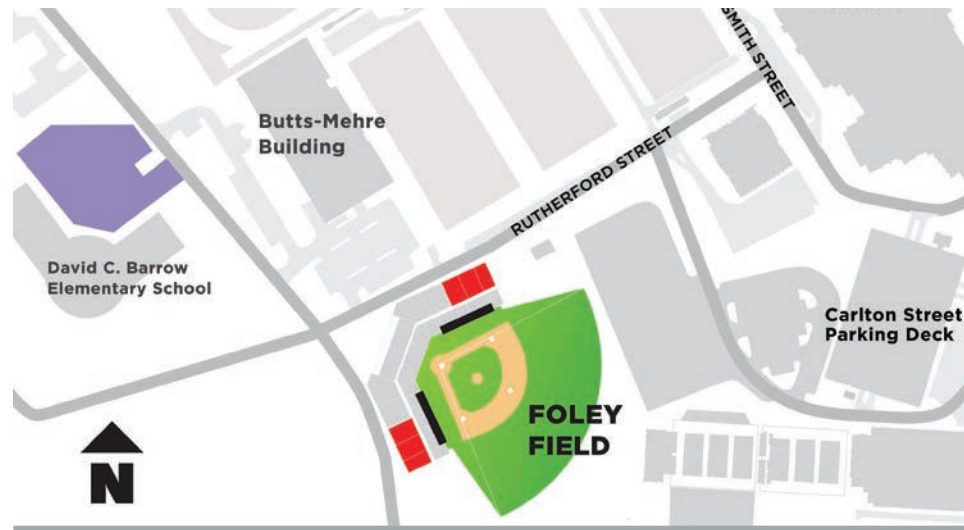 SMITH STREET
Butts-Mehre
Building
RUTHERFORD STREET
David C. Barrow
Elementary School
Carlton Street
Parking Deck
FOLEY
FIELD
N